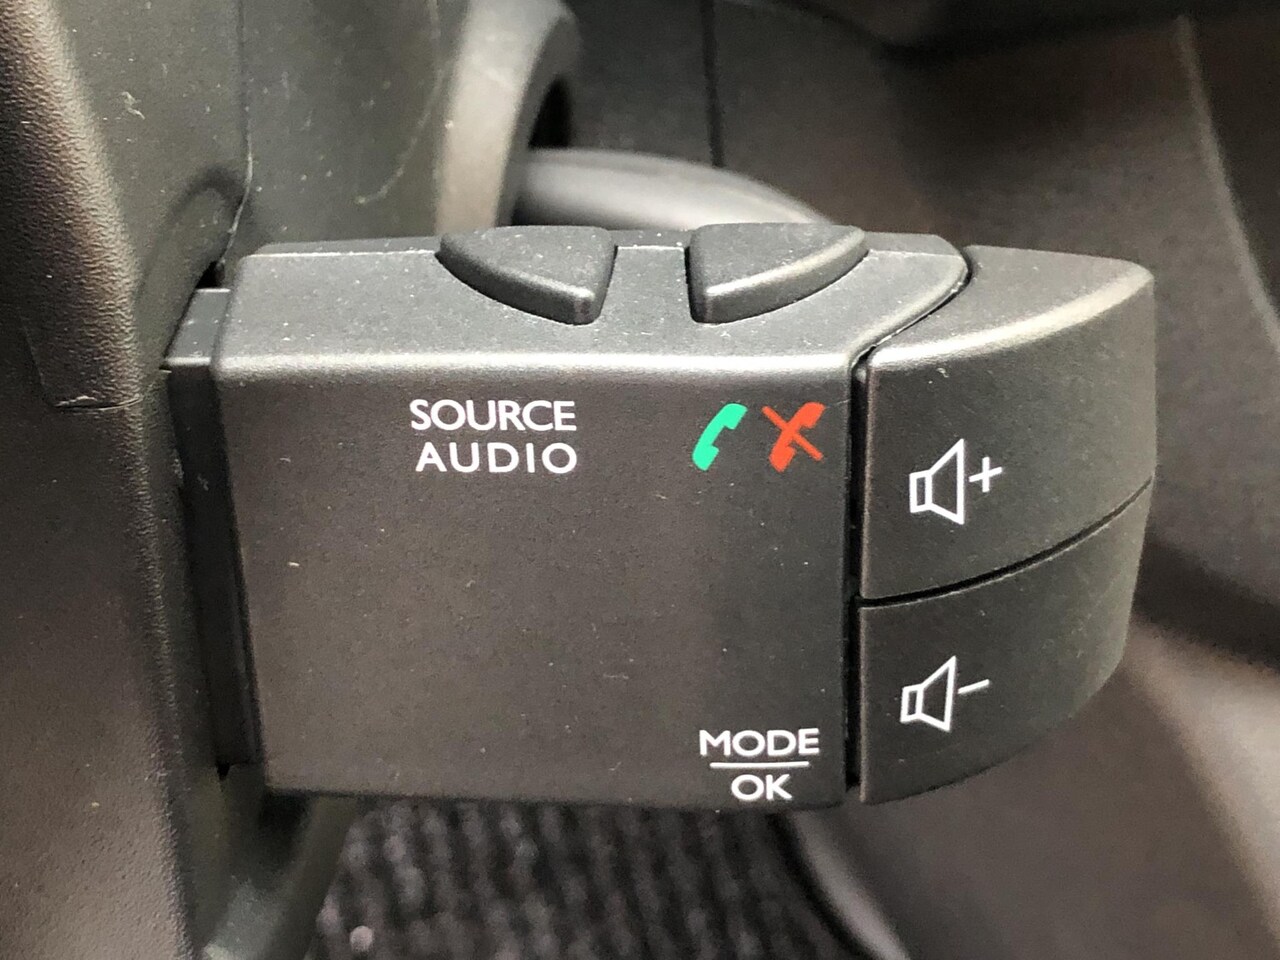 SOURCE
AUDIO
+
-
MODE
OK